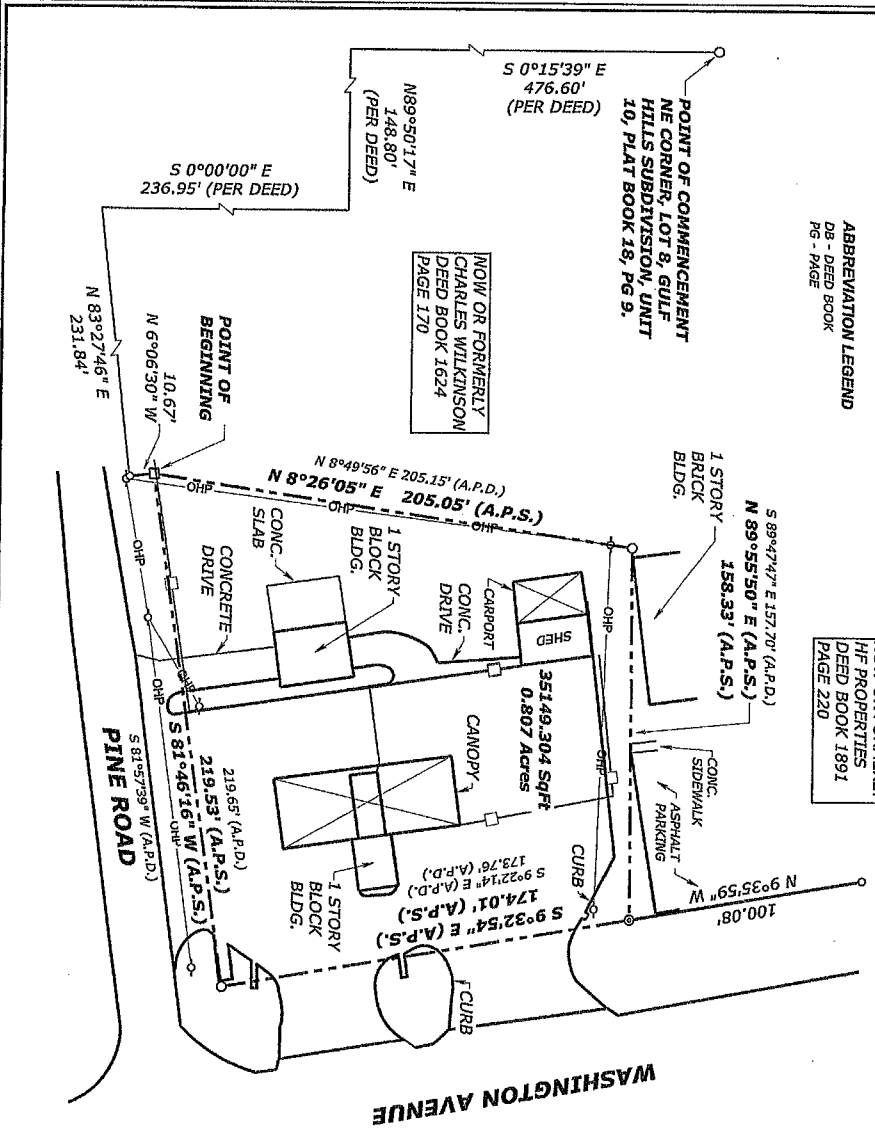 S 0°15'39" E
476.60'
(PER DEED)
POINT OF COMMENCEMENT
NE CORNER, LOT 8, GULF
HILLS SUBDIVISION, UNIT
10, PLAT BOOK 18, PG 9.
ABBREVIATION LEGEND
DB - DEED BOOK
PG - PAGE
N89°50'17" E
148.80'
(PER DEED)
S 0°00'00" E
236.95' (PER DEED)
NOW OR FORMERLY
CHARLES WILKINSON
DEED BOOK 1624
PAGE 170
HF PROPERTIES
DEED BOOK 1891
PAGE 220
1 STORY
BRICK
BLDG.
S 89°47'47" E 157.70' (A.P.D.)
N 89°55'50" E (A.P.S.)
158.33' (A.P.S.)
N 83°27'46" E
231.84'
N 6°06'30" W
10.67'
POINT OF
BEGINNING
N 8°49'56" E 205.15' (A.P.D.)
N 8°26'05" E 205.05' (A.P.S.)
OHP
OHP
OHP
OHP
OHP
CONC.
SLAB
1 STORY
BLOCK
BLDG.
CONC.
DRIVE
CARPORT
SHED
CONC.
SIDEWALK
ASPHALT
PARKING
CONCRETE
DRIVE
OHP
OHP
OHP
35149.304 SqFt
0.807 Acres
CANOPY
1 STORY
BLOCK
BLDG.
CURB
N 9°35'59" W
100.08'
S 9°22'14" E (A.P.D.)
173.76' (A.P.D.)
S 9°32'54" E (A.P.S.)
174.01' (A.P.S.)
219.65' (A.P.D.)
219.53' (A.P.S.)
S 81°46'16" W (A.P.S.)
S 81°57'39" W (A.P.D.)
OHP
PINE ROAD
CURB
WASHINGTON AVENUE